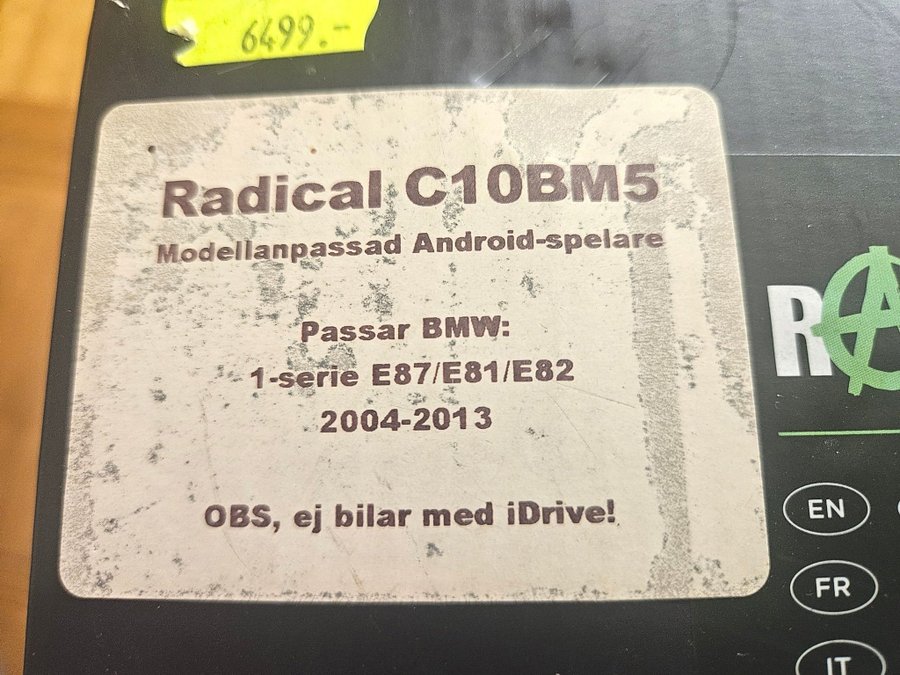 6499.-
Radical C10BM5
Modellanpassad Android-spelare
Passar BMW:
1-serie E87/E81/E82
2004-2013
OBS, ej bilar med iDrive!
RA
EN
FR
IT